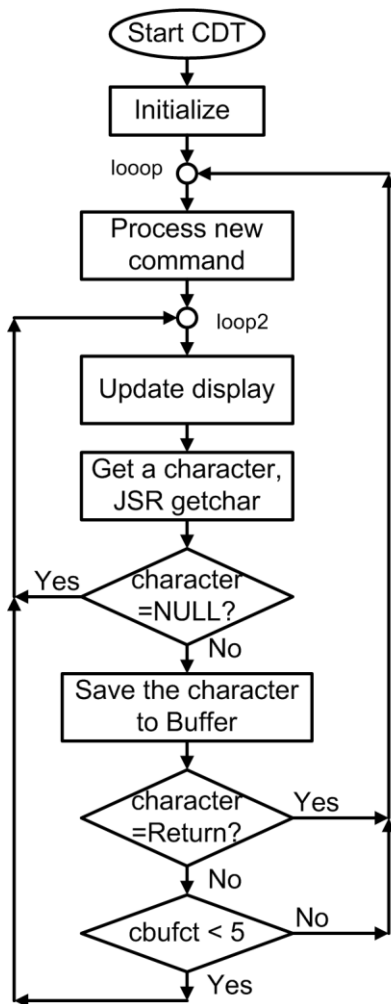 Start CDT
Initialize
looop
Process new
command
loop2
Update display
Get a character,
JSR getchar
Yes
character
=NULL?
No
Save the character
to Buffer
character
=Return?
Yes
No
cbufct < 5
No
Yes